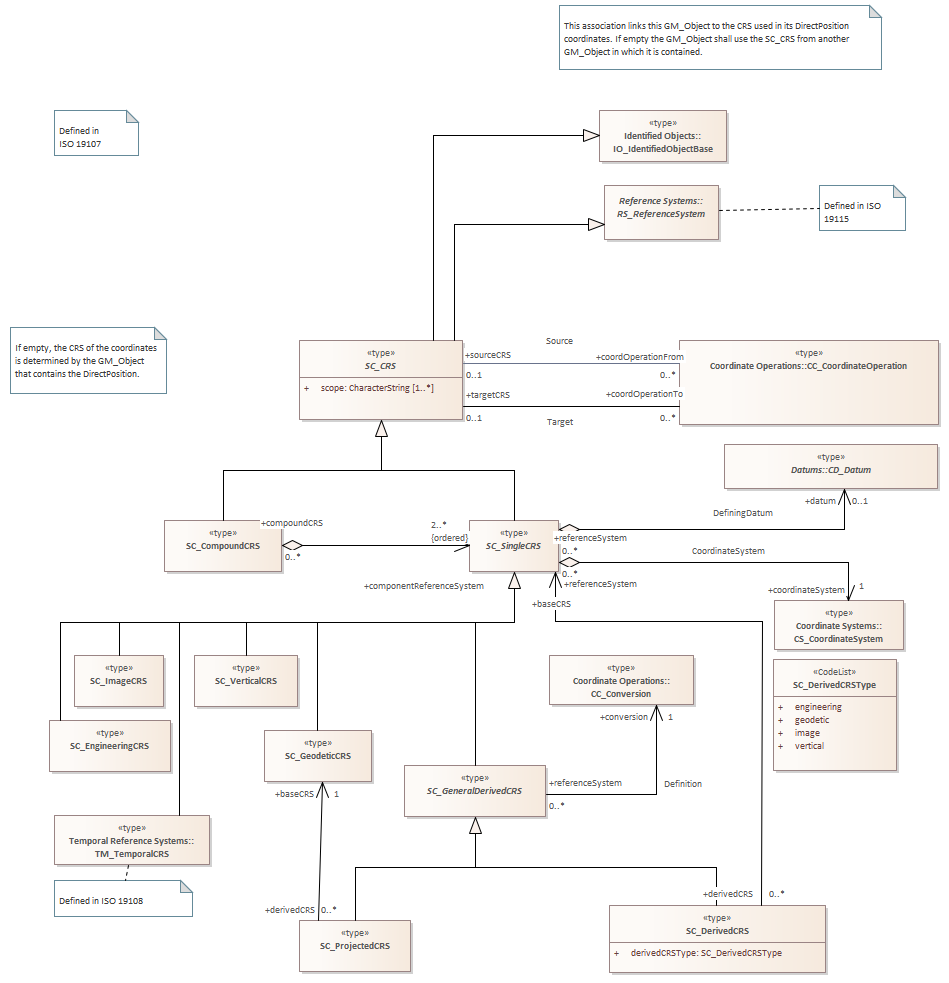 This association links this GM_Object to the CRS used in its DirectPosition
coordinates. If empty the GM_Object shall use the SC_CRS from another
GM_Object in which it is contained.
Defined in
ISO 19107
«type»
Identified Objects::
IO_IdentifiedObjectBase
Reference Systems::
RS_ReferenceSystem
Defined in ISO
19115
If empty, the CRS of the coordinates
is determined by the GM_Object
that contains the DirectPosition.
«type»
SC_CRS
+ scope: CharacterString [1..*]
Source
+sourceCRS
+coordOperationFrom
0..1
0..*
+targetCRS
+coordOperationTo
0..1
0..*
Target
«type»
Coordinate Operations::CC_CoordinateOperation
«type»
Datums::CD_Datum
+datum
0..1
DefiningDatum
«type»
SC_CompoundCRS
+compoundCRS
0..*
2..*
{ordered}
«type»
SC_SingleCRS
+referenceSystem
0..*
CoordinateSystem
0..*
+referenceSystem
+componentReferenceSystem
+baseCRS
+coordinateSystem
1
«type»
Coordinate Systems::
CS_CoordinateSystem
«type»
SC_ImageCRS
«type»
SC_VerticalCRS
«type»
Coordinate Operations::
CC_Conversion
«CodeList»
SC_DerivedCRSType
+ engineering
+ geodetic
+ image
+ vertical
+conversion
1
«type»
SC_EngineeringCRS
«type»
SC_GeodeticCRS
«type»
SC_GeneralDerivedCRS
+referenceSystem
Definition
0..*
+baseCRS
1
«type»
Temporal Reference Systems::
TM_TemporalCRS
Defined in ISO 19108
+derivedCRS
0..*
+derivedCRS
0..*
«type»
SC_ProjectedCRS
«type»
SC_DerivedCRS
+ derivedCRSType: SC_DerivedCRSType